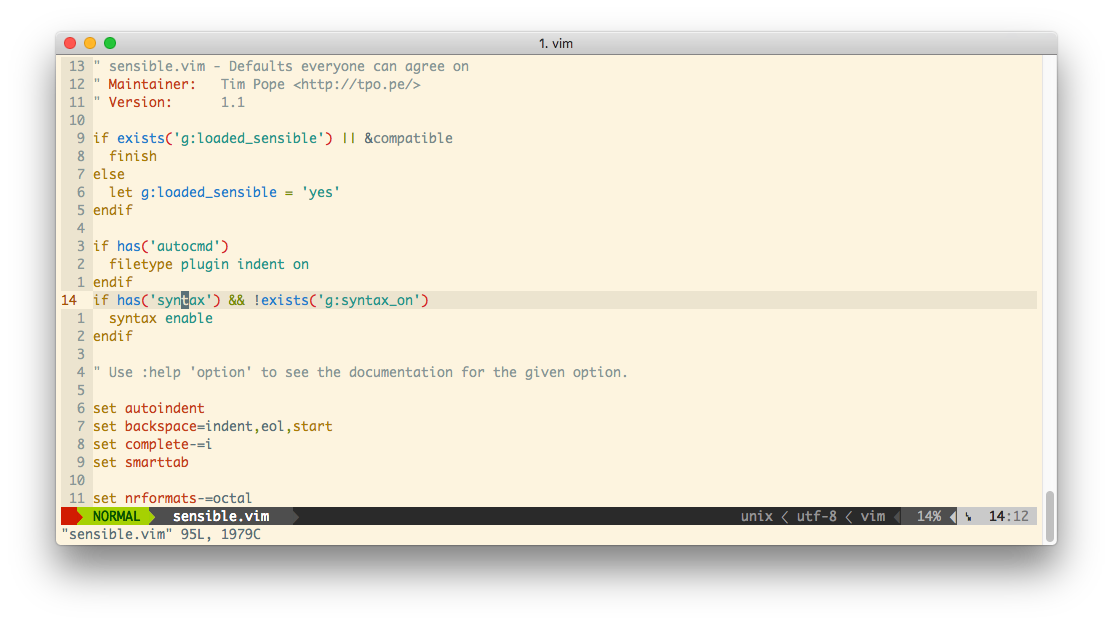 1. vim
13 " sensible.vim - Defaults everyone can agree on
12 " Maintainer:   Tim Pope <http://tpo.pe/>
11 " Version:      1.1
10
9 if exists('g:loaded_sensible') || &compatible
8   finish
7 else
6   let g:loaded_sensible = 'yes'
5 endif
4
3 if has('autocmd')
2   filetype plugin indent on
1 endif
14 if has('syntax') && !exists('g:syntax_on')
1   syntax enable
2 endif
3
4 " Use :help 'option' to see the documentation for the given option.
5
6 set autoindent
7 set backspace=indent,eol,start
8 set complete-=i
9 set smarttab
10
11 set nrformats-=octal
NORMAL  sensible.vim  unix < utf-8 < vim  14%  14:12
"sensible.vim" 95L, 1979C